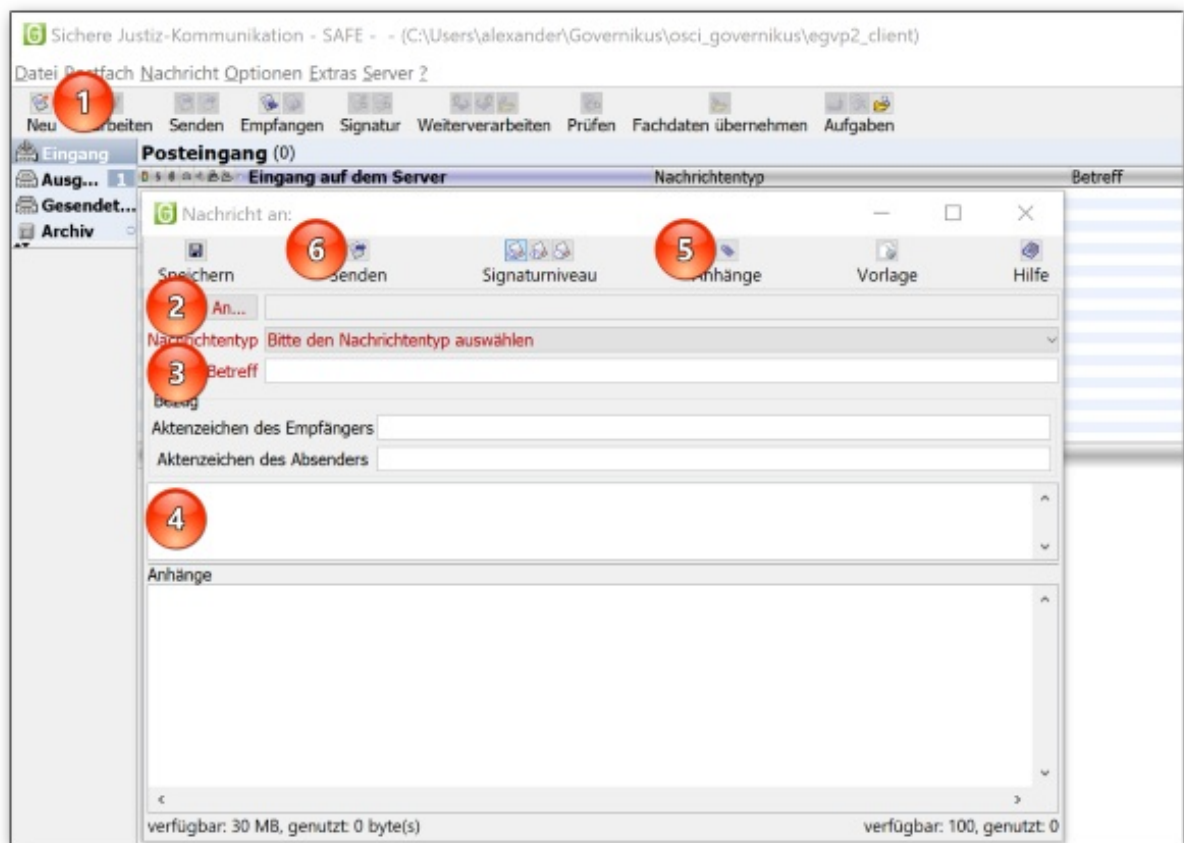 Sichere Justiz-Kommunikation - SAFE - - (C:\Users\alexander\Governikus\osci_governikus\egvp2_client)
Datei Postfach Nachricht Optionen Extras Server ?
1
Neu beiten Senden Empfangen Signatur Weiterverarbeiten Prüfen Fachdaten übernehmen Aufgaben
Eingang Posteingang (0)
Ausg... 1 Eingang auf dem Server Nachrichtentyp Betreff
Gesendet... Nachricht an:
Archiv
6 5
Speichern Senden Signaturniveau Anhänge Vorlage Hilfe
2 An...
Nachrichtentyp Bitte den Nachrichtentyp auswählen
3 Betreff
Bezug
Aktenzeichen des Empfängers
Aktenzeichen des Absenders
4
Anhänge
verfügbar: 30 MB, genutzt: 0 byte(s) verfügbar: 100, genutzt: 0